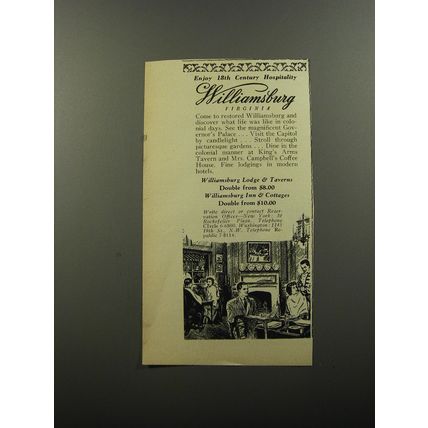 Enjoy 18th Century Hospitality
Williamsburg
VIRGINIA
Come to restored Williamsburg and
discover what life was like in colo-
nial days. See the magnificent Gov-
ernor's Palace . . . Visit the Capitol
by candlelight . . . Stroll through
picturesque gardens . . . Dine in the
colonial manner at King's Arms
Tavern and Mrs. Campbell's Coffee
House. Fine lodgings in modern
hotels.
Williamsburg Lodge & Taverns
Double from $8.00
Williamsburg Inn & Cottages
Double from $10.00
Write direct or contact Reser-
vation Offices—New York: 30
Rockefeller Plaza. Telephone
Circle 6-6800. Washington: 1145
19th St., N.W. Telephone Re-
public 7-8114.